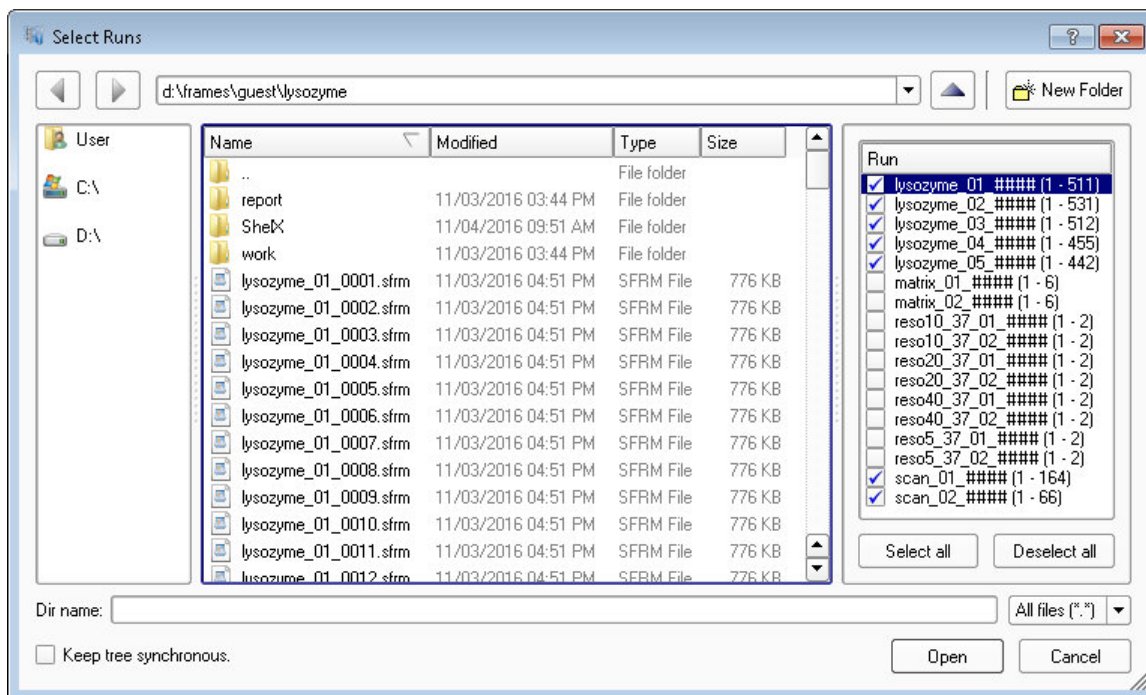 Select Runs
d:\frames\guest\lysozyme
New Folder
User
C:\
D:\
Name Modified Type Size
.. File folder
report 11/03/2016 03:44 PM File folder
ShelX 11/04/2016 09:51 AM File folder
work 11/03/2016 03:44 PM File folder
lysozyme_01_0001.sfrm 11/03/2016 04:51 PM SFRM File 776 KB
lysozyme_01_0002.sfrm 11/03/2016 04:51 PM SFRM File 776 KB
lysozyme_01_0003.sfrm 11/03/2016 04:51 PM SFRM File 776 KB
lysozyme_01_0004.sfrm 11/03/2016 04:51 PM SFRM File 776 KB
lysozyme_01_0005.sfrm 11/03/2016 04:51 PM SFRM File 776 KB
lysozyme_01_0006.sfrm 11/03/2016 04:51 PM SFRM File 776 KB
lysozyme_01_0007.sfrm 11/03/2016 04:51 PM SFRM File 776 KB
lysozyme_01_0008.sfrm 11/03/2016 04:51 PM SFRM File 776 KB
lysozyme_01_0009.sfrm 11/03/2016 04:51 PM SFRM File 776 KB
lysozyme_01_0010.sfrm 11/03/2016 04:51 PM SFRM File 776 KB
lysozyme_01_0011.sfrm 11/03/2016 04:51 PM SFRM File 776 KB
lysozyme_01_0012.sfrm 11/03/2016 04:51 PM SFRM File 776 KB
Run
lysozyme_01_#### (1 - 511)
lysozyme_02_#### (1 - 531)
lysozyme_03_#### (1 - 512)
lysozyme_04_#### (1 - 455)
lysozyme_05_#### (1 - 442)
matrix_01_#### (1 - 6)
matrix_02_#### (1 - 6)
reso10_37_01_#### (1 - 2)
reso10_37_02_#### (1 - 2)
reso20_37_01_#### (1 - 2)
reso20_37_02_#### (1 - 2)
reso40_37_01_#### (1 - 2)
reso40_37_02_#### (1 - 2)
reso5_37_01_#### (1 - 2)
reso5_37_02_#### (1 - 2)
scan_01_#### (1 - 164)
scan_02_#### (1 - 66)
Select all Deselect all
Dir name: All files (*.*)
Keep tree synchronous. Open Cancel